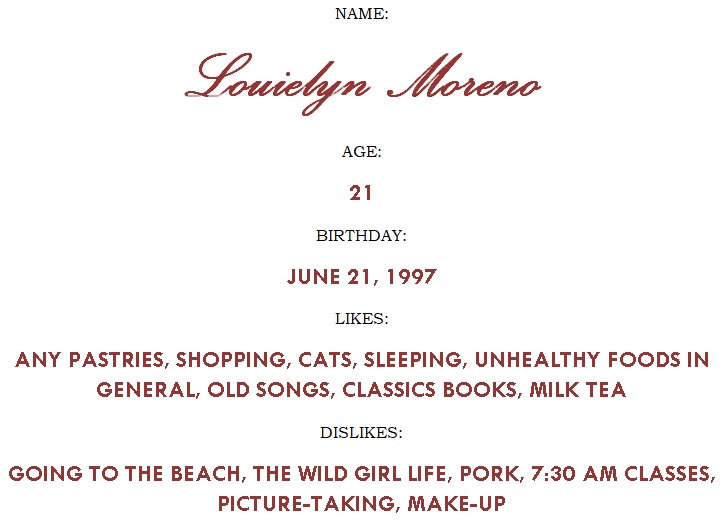 NAME:
Louielyn Moreno
AGE:
21
BIRTHDAY:
JUNE 21, 1997
LIKES:
ANY PASTRIES, SHOPPING, CATS, SLEEPING, UNHEALTHY FOODS IN
GENERAL, OLD SONGS, CLASSICS BOOKS, MILK TEA
DISLIKES:
GOING TO THE BEACH, THE WILD GIRL LIFE, PORK, 7:30 AM CLASSES,
PICTURE-TAKING, MAKE-UP